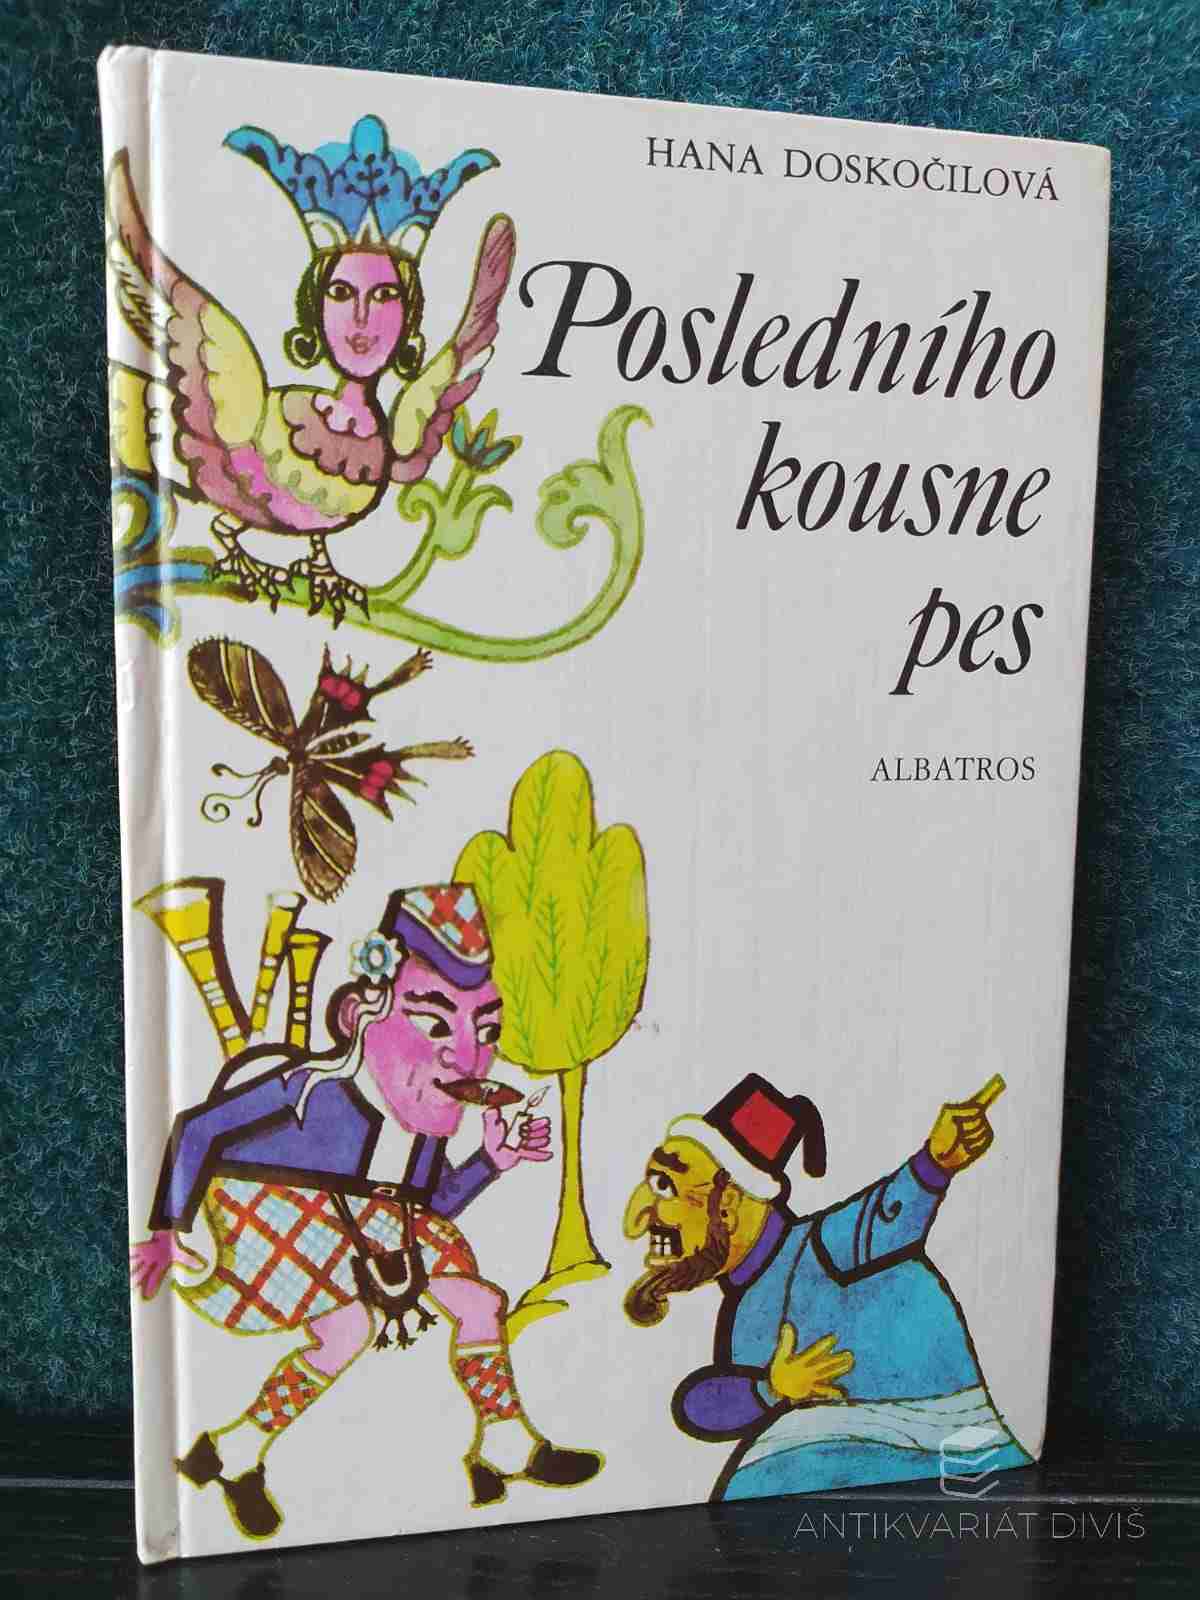 HANA DOSKOČILOVÁ
Posledního
kousne
pes
ALBATROS
ANTIKVARIÁT DIVIŠ